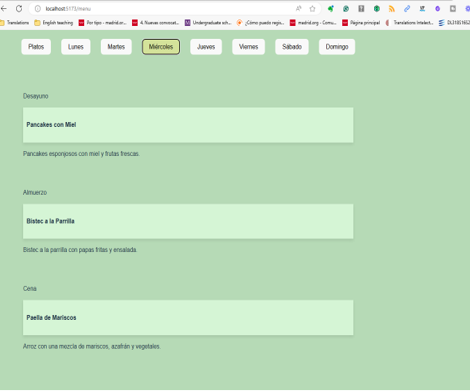 localhost:5173/menu
Translations English teaching Por tipo - madrid.or... A. Nuevas convocat... Undergraduate sch... ¿Cómo puedo regis... madrid.org - Comu... Página principal Translations Intelect...
Platos Lunes Martes Miércoles Jueves Viernes Sábado Domingo
Desayuno
Pancakes con Miel
Pancakes esponjosos con miel y frutas frescas.
Almuerzo
Bistec a la Parrilla
Bistec a la parrilla con papas fritas y ensalada.
Cena
Paella de Mariscos
Arroz con una mezcla de mariscos, azafrán y vegetales.